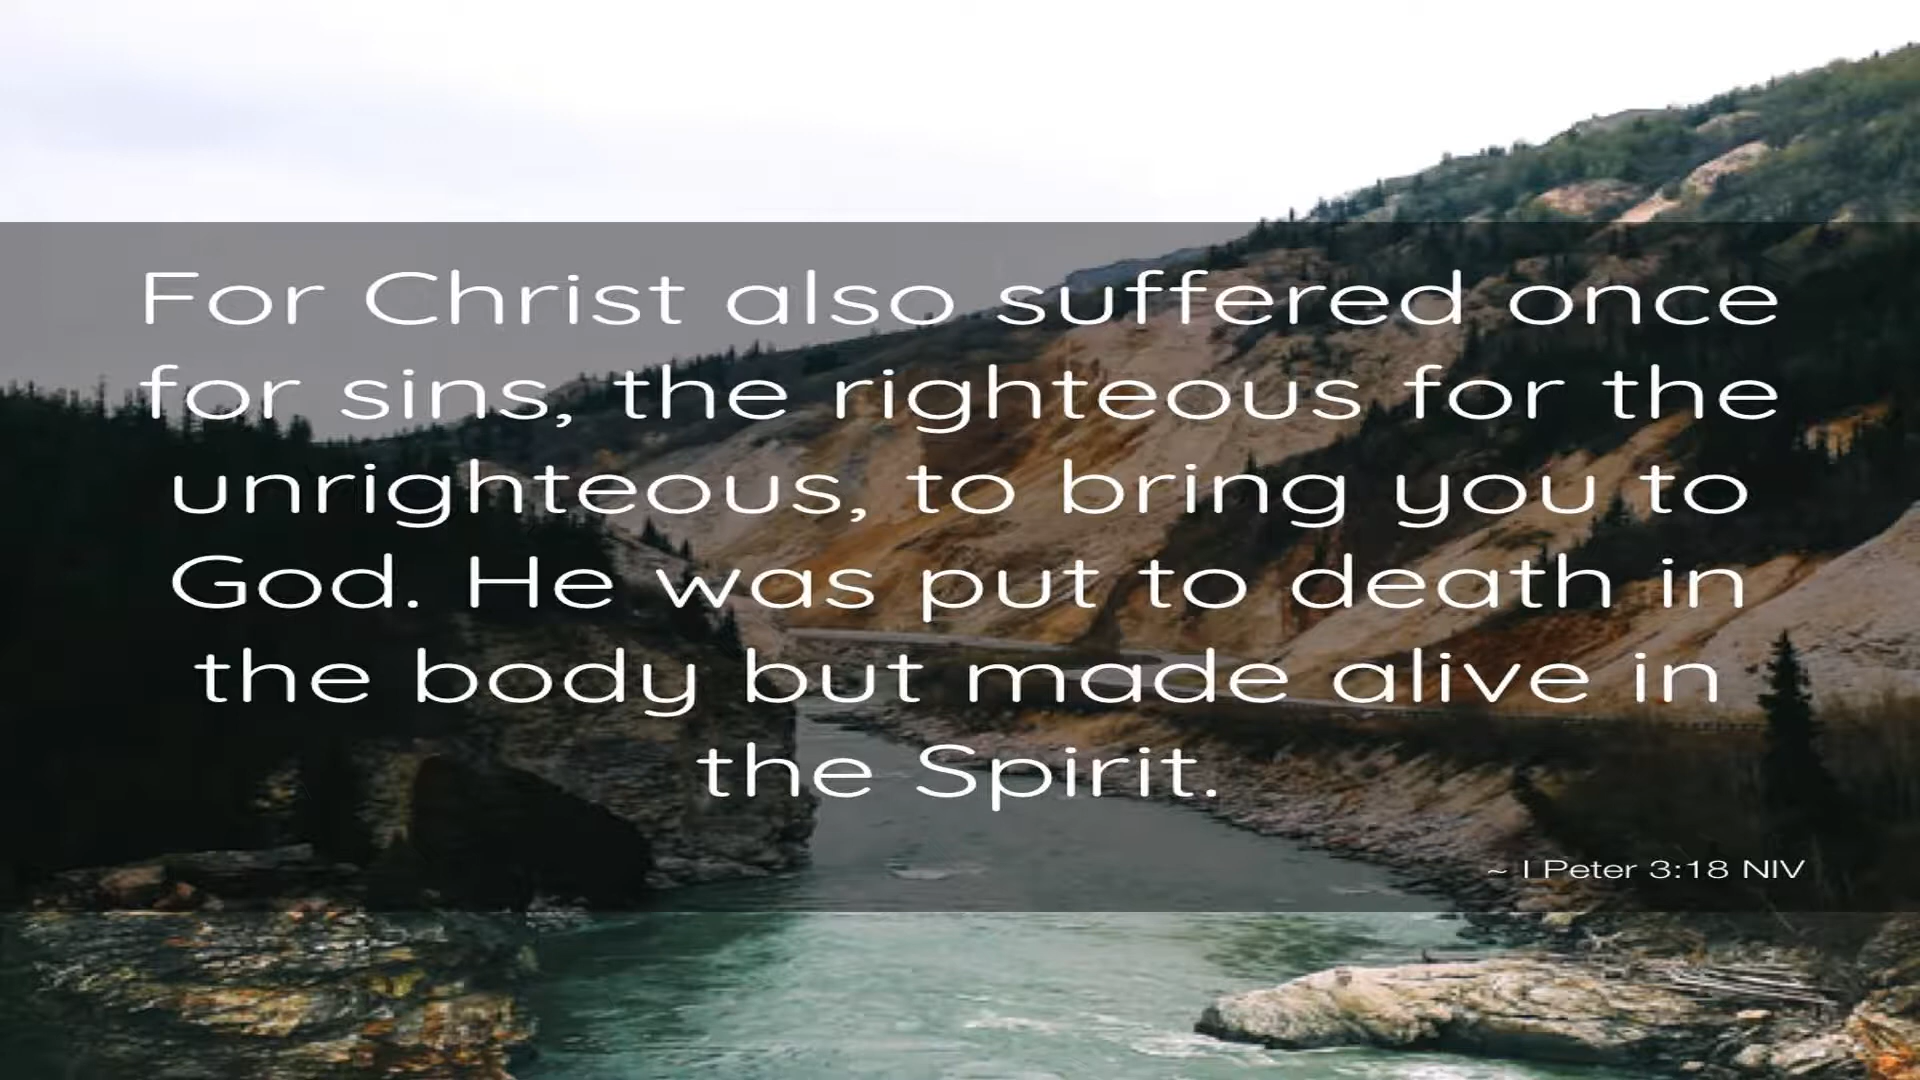 For Christ also suffered once
for sins, the righteous for the
unrighteous, to bring you to
God. He was put to death in
the body but made alive in
the Spirit.
~ I Peter 3:18 NIV